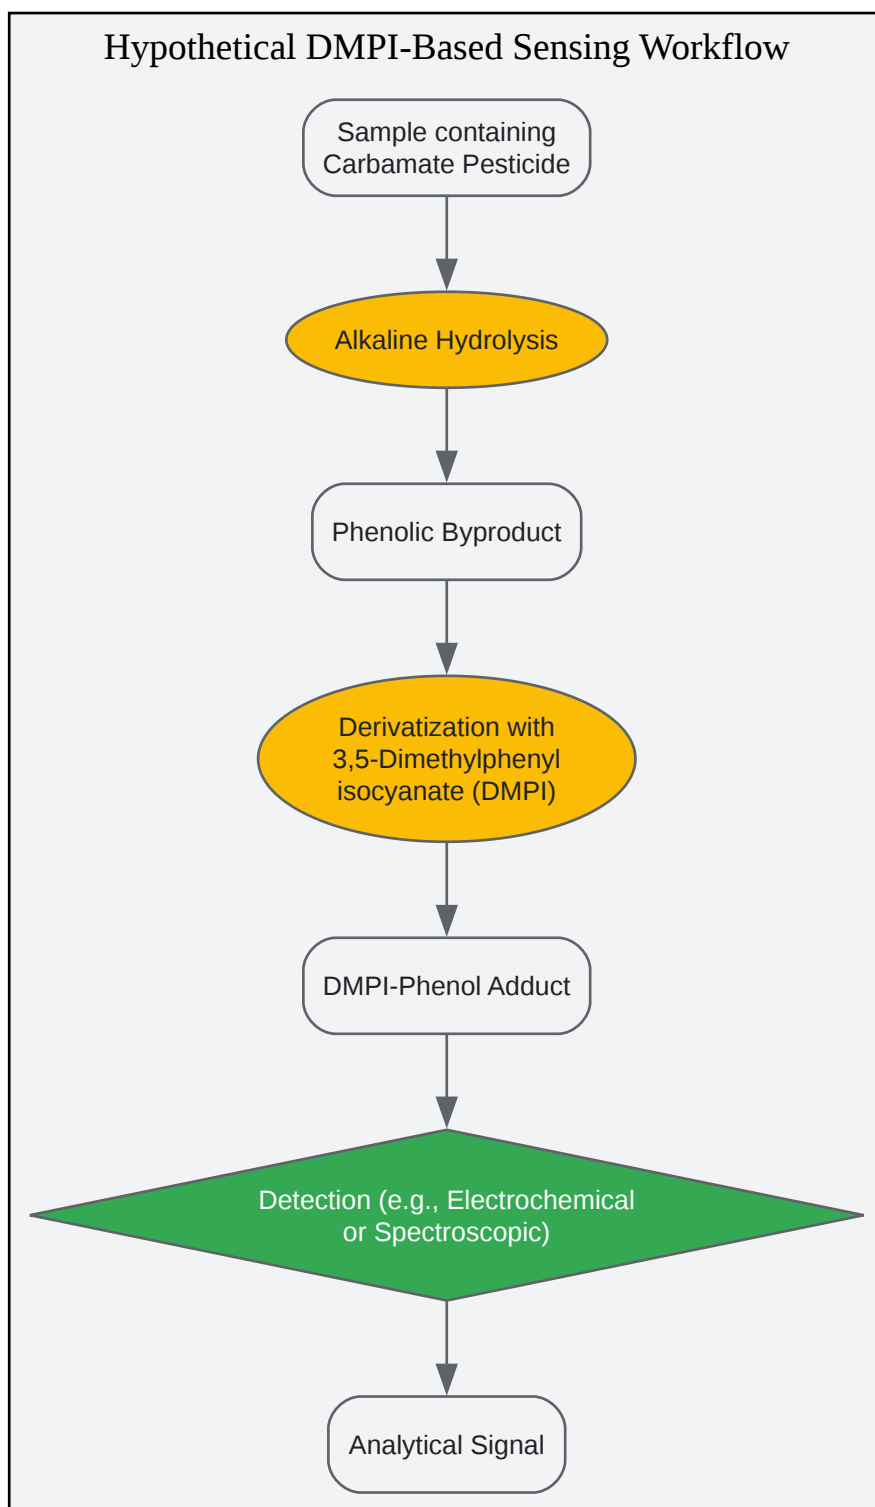 Hypothetical DMPI-Based Sensing Workflow
Sample containing
Carbamate Pesticide
Alkaline Hydrolysis
Phenolic Byproduct
Derivatization with
3,5-Dimethylphenyl
isocyanate (DMPI)
DMPI-Phenol Adduct
Detection (e.g., Electrochemical
or Spectroscopic)
Analytical Signal